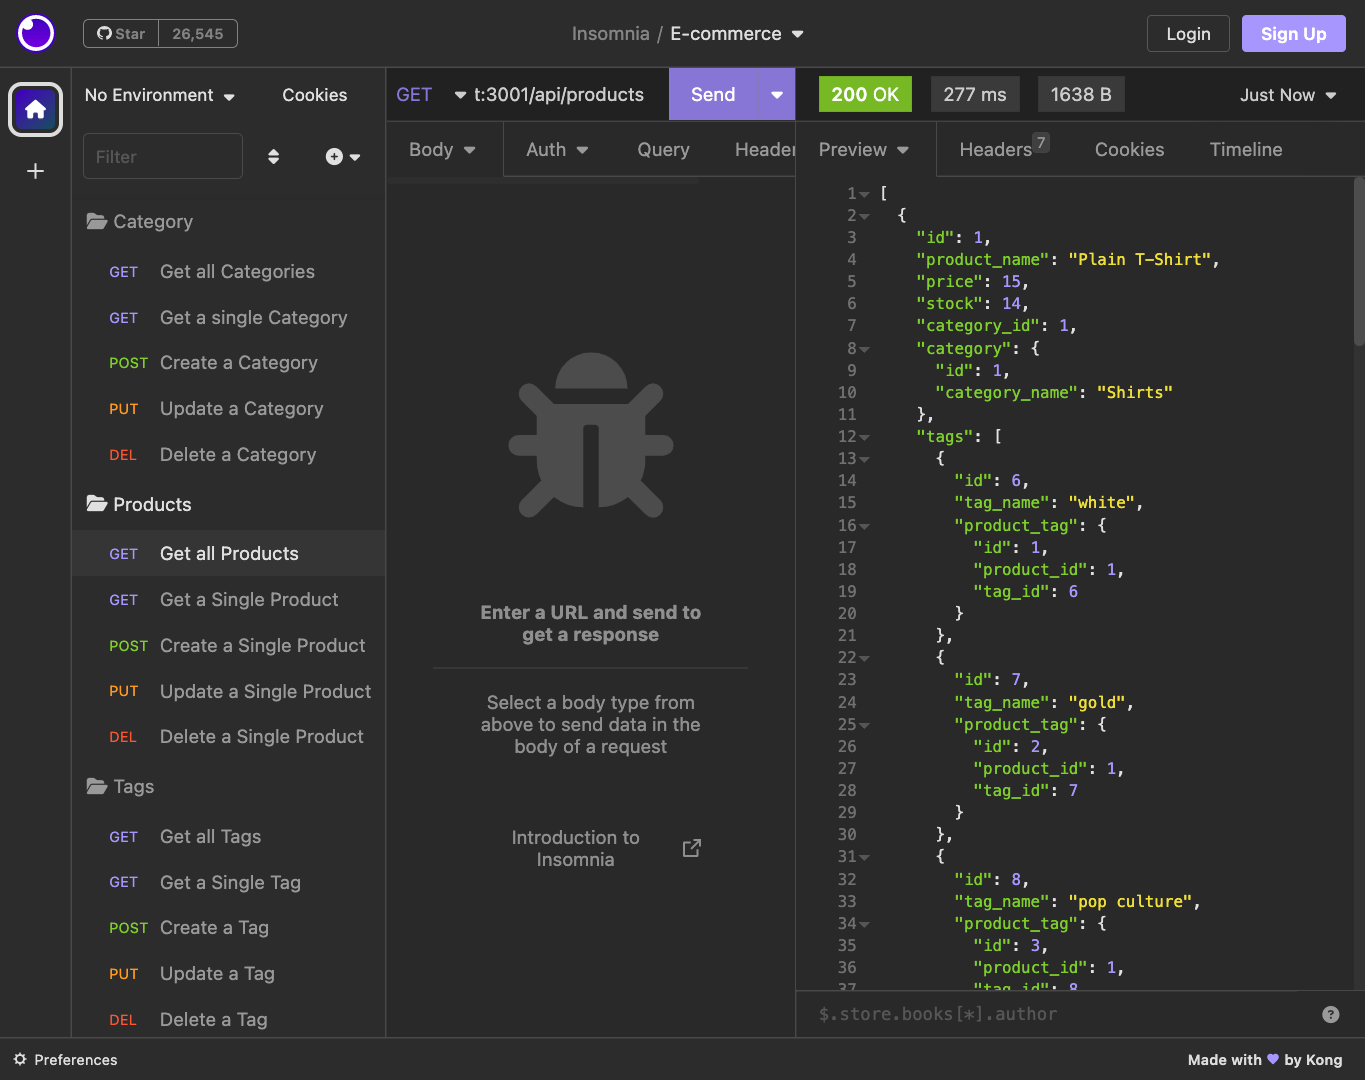 Star 26,545
Insomnia / E-commerce
Login
Sign Up
No Environment
Cookies
Filter
Category
GET Get all Categories
GET Get a single Category
POST Create a Category
PUT Update a Category
DEL Delete a Category
Products
GET Get all Products
GET Get a Single Product
POST Create a Single Product
PUT Update a Single Product
DEL Delete a Single Product
Tags
GET Get all Tags
GET Get a Single Tag
POST Create a Tag
PUT Update a Tag
DEL Delete a Tag
GET t:3001/api/products Send
Body Auth Query Header
Enter a URL and send to
get a response
Select a body type from
above to send data in the
body of a request
Introduction to
Insomnia
200 OK 277 ms 1638 B Just Now
Preview Headers 7 Cookies Timeline
1 [
2 {
3 "id": 1,
4 "product_name": "Plain T-Shirt",
5 "price": 15,
6 "stock": 14,
7 "category_id": 1,
8 "category": {
9 "id": 1,
10 "category_name": "Shirts"
11 },
12 "tags": [
13 {
14 "id": 6,
15 "tag_name": "white",
16 "product_tag": {
17 "id": 1,
18 "product_id": 1,
19 "tag_id": 6
20 }
21 },
22 {
23 "id": 7,
24 "tag_name": "gold",
25 "product_tag": {
26 "id": 2,
27 "product_id": 1,
28 "tag_id": 7
29 }
30 },
31 {
32 "id": 8,
33 "tag_name": "pop culture",
34 "product_tag": {
35 "id": 3,
36 "product_id": 1,
37 "tag_id": 8
$.store.books[*].author
Preferences
Made with ♥ by Kong